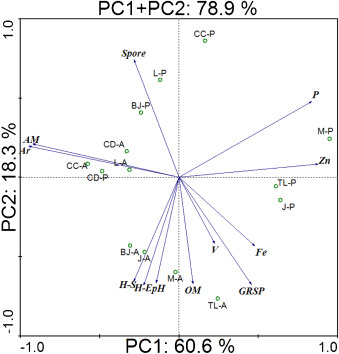 PC1+PC2: 78.9 %
1.0
CC-P
Spore
L-P
P
BJ-P
M-P
AM
Ar
CD-A
Zn
CC-A
L-A
CD-P
TL-P
J-P
PC2: 18.3 %
BJ-A
J-A
V
Fe
M-A
H-S
H-EpH
OM
GRSP
TL-A
-1.0
-1.0
PC1: 60.6 %
1.0